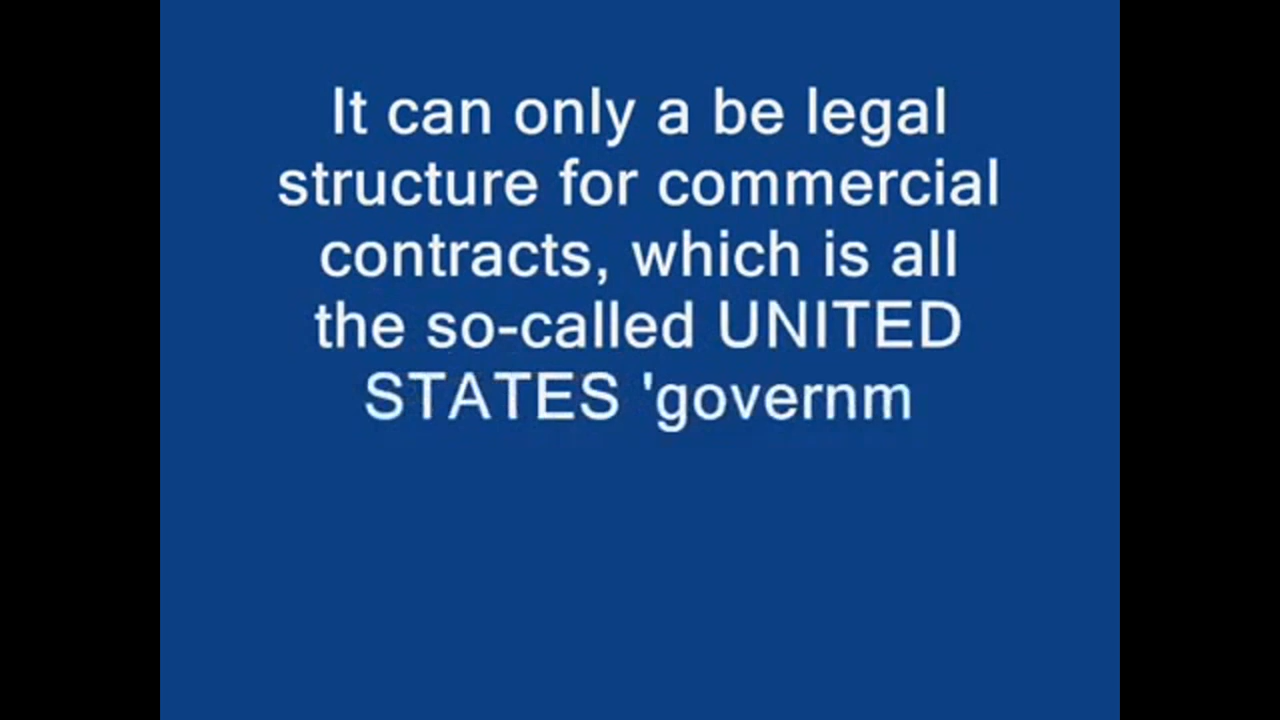 It can only a be legal
structure for commercial
contracts, which is all
the so-called UNITED
STATES 'governm